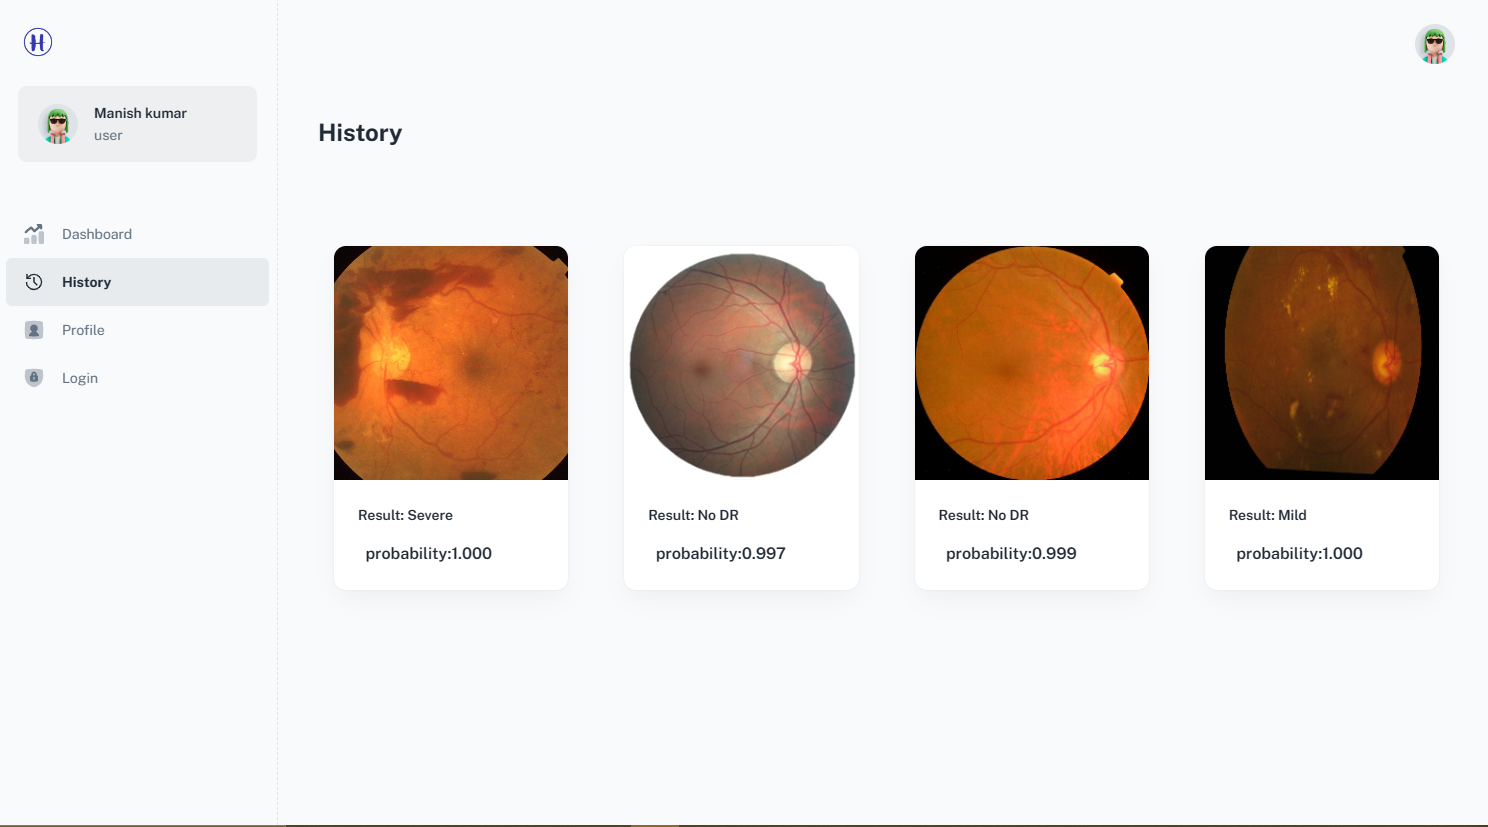 H
Manish kumar
user
Dashboard
History
Profile
Login
History
Result: Severe
probability:1.000
Result: No DR
probability:0.997
Result: No DR
probability:0.999
Result: Mild
probability:1.000